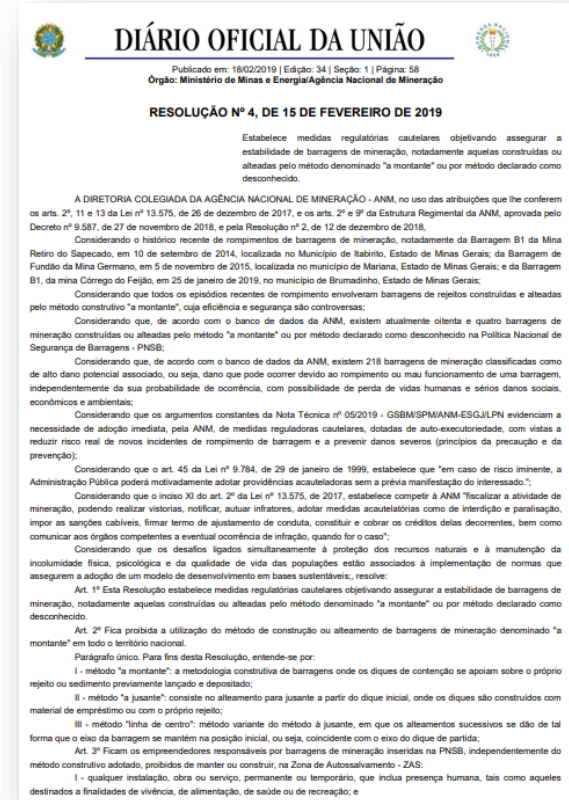 DIÁRIO OFICIAL DA UNIÃO
Publicado em: 18/02/2019 | Edição: 34 | Seção: 1 | Página: 58
Órgão: Ministério de Minas e Energia/Agência Nacional de Mineração
RESOLUÇÃO Nº 4, DE 15 DE FEVEREIRO DE 2019
Estabelece medidas regulatórias cautelares objetivando assegurar a
estabilidade de barragens de mineração, notadamente aquelas construídas ou
alteadas pelo método denominado "a montante" ou por método declarado como
desconhecido.
A DIRETORIA COLEGIADA DA AGÊNCIA NACIONAL DE MINERAÇÃO - ANM, no uso das atribuições que lhe conferem
os arts. 2º, 11 e 13 da Lei nº 13.575, de 26 de dezembro de 2017, e os arts. 2º e 9º da Estrutura Regimental da ANM, aprovada pelo
Decreto nº 9.587, de 27 de novembro de 2018, e pela Resolução nº 2, de 12 de dezembro de 2018,
Considerando o histórico recente de rompimentos de barragens de mineração, notadamente da Barragem B1 da Mina
Retiro do Sapecado, em 10 de setembro de 2014, localizada no Município de Itabirito, Estado de Minas Gerais; da Barragem de
Fundão da Mina Germano, em 5 de novembro de 2015, localizada no município de Mariana, Estado de Minas Gerais; e da Barragem
B1, da mina Córrego do Feijão, em 25 de janeiro de 2019, no município de Brumadinho, Estado de Minas Gerais;
Considerando que todos os episódios recentes de rompimento envolveram barragens de rejeitos construídas e alteadas
pelo método construtivo "a montante", cuja eficiência e segurança são controversas;
Considerando que, de acordo com o banco de dados da ANM, existem atualmente oitenta e quatro barragens de
mineração construídas ou alteadas pelo método "a montante" ou por método declarado como desconhecido na Política Nacional de
Segurança de Barragens - PNSB;
Considerando que, de acordo com o banco de dados da ANM, existem 218 barragens de mineração classificadas como
de alto dano potencial associado, ou seja, dano que pode ocorrer devido ao rompimento ou mau funcionamento de uma barragem,
independentemente da sua probabilidade de ocorrência, com possibilidade de perda de vidas humanas e sérios danos sociais,
econômicos e ambientais;
Considerando que os argumentos constantes da Nota Técnica nº 05/2019 - GSBM/SPM/ANM-ESGJ/LPN evidenciam a
necessidade de adoção imediata, pela ANM, de medidas reguladoras cautelares, dotadas de auto-executoriedade, com vistas a
reduzir risco real de novos incidentes de rompimento de barragem e a prevenir danos severos (princípios da precaução e da
prevenção);
Considerando que o art. 45 da Lei nº 9.784, de 29 de janeiro de 1999, estabelece que "em caso de risco iminente, a
Administração Pública poderá motivadamente adotar providências acauteladoras sem a prévia manifestação do interessado.";
Considerando que o inciso XI do art. 2º da Lei nº 13.575, de 2017, estabelece competir à ANM "fiscalizar a atividade de
mineração, podendo realizar vistorias, notificar, autuar infratores, adotar medidas acautelatórias como de interdição e paralisação,
impor as sanções cabíveis, firmar termo de ajustamento de conduta, constituir e cobrar os créditos delas decorrentes, bem como
comunicar aos órgãos competentes a eventual ocorrência de infração, quando for o caso";
Considerando que os desafios ligados simultaneamente à proteção dos recursos naturais e à manutenção da
incolumidade física, psicológica e da qualidade de vida das populações estão associados à implementação de normas que
assegurem a adoção de um modelo de desenvolvimento em bases sustentáveis;, resolve:
Art. 1º Esta Resolução estabelece medidas regulatórias cautelares objetivando assegurar a estabilidade de barragens de
mineração, notadamente aquelas construídas ou alteadas pelo método denominado "a montante" ou por método declarado como
desconhecido.
Art. 2º Fica proibida a utilização do método de construção ou alteamento de barragens de mineração denominado "a
montante" em todo o território nacional.
Parágrafo único. Para fins desta Resolução, entende-se por:
I - método "a montante": a metodologia construtiva de barragens onde os diques de contenção se apoiam sobre o próprio
rejeito ou sedimento previamente lançado e depositado;
II - método "a jusante": consiste no alteamento para jusante a partir do dique inicial, onde os diques são construídos com
material de empréstimo ou com o próprio rejeito;
III - método "linha de centro": método variante do método à jusante, em que os alteamentos sucessivos se dão de tal
forma que o eixo da barragem se mantém na posição inicial, ou seja, coincidente com o eixo do dique de partida;
Art. 3º Ficam os empreendedores responsáveis por barragens de mineração inseridas na PNSB, independentemente do
método construtivo adotado, proibidos de manter ou construir, na Zona de Autossalvamento - ZAS:
I - qualquer instalação, obra ou serviço, permanente ou temporário, que inclua presença humana, tais como aqueles
destinados a finalidades de vivência, de alimentação, de saúde ou de recreação; e